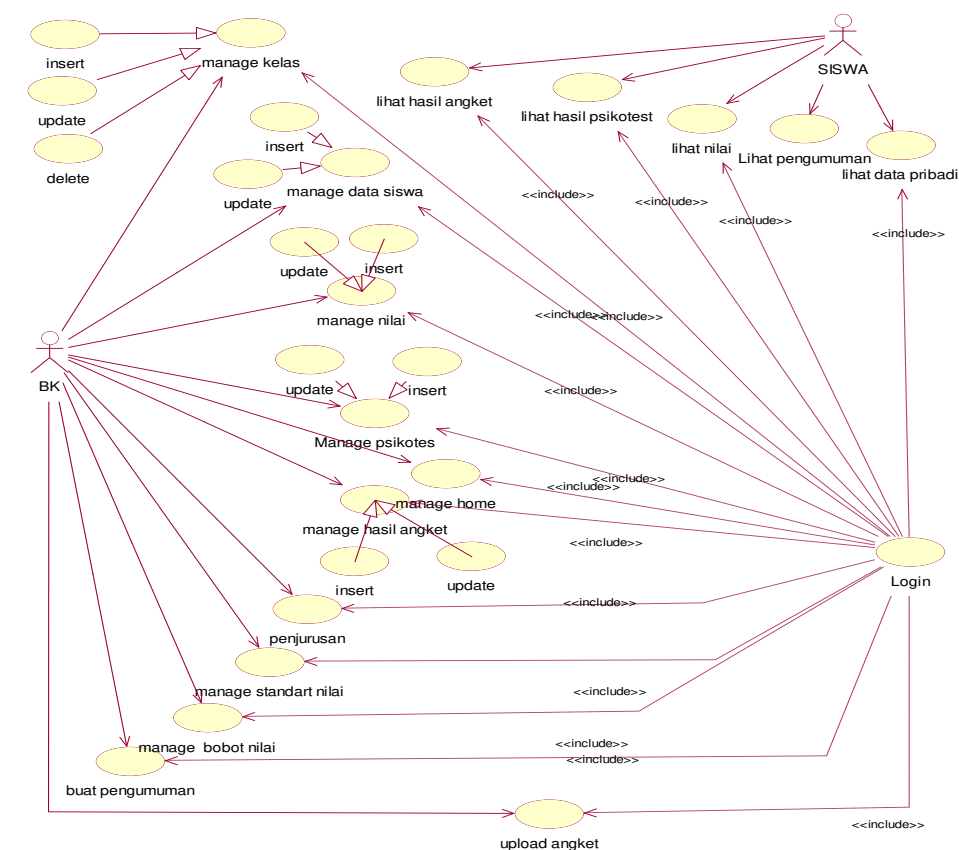 insert
manage kelas
SISWA
update
lihat hasil angket
lihat hasil psikotest
insert
lihat nilai
Lihat pengumuman
delete
lihat data pribadi
update
manage data siswa
<<include>>
<<include>>
<<include>>
<<include>>
update
insert
manage nilai
<<include>>
<<include>>
BK
update
insert
<<include>>
Manage psikotes
<<include>>
<<include>>
manage home
manage hasil angket
<<include>>
insert
update
Login
<<include>>
penjurusan
manage standart nilai
<<include>>
manage bobot nilai
<<include>>
<<include>>
buat pengumuman
<<include>>
upload angket